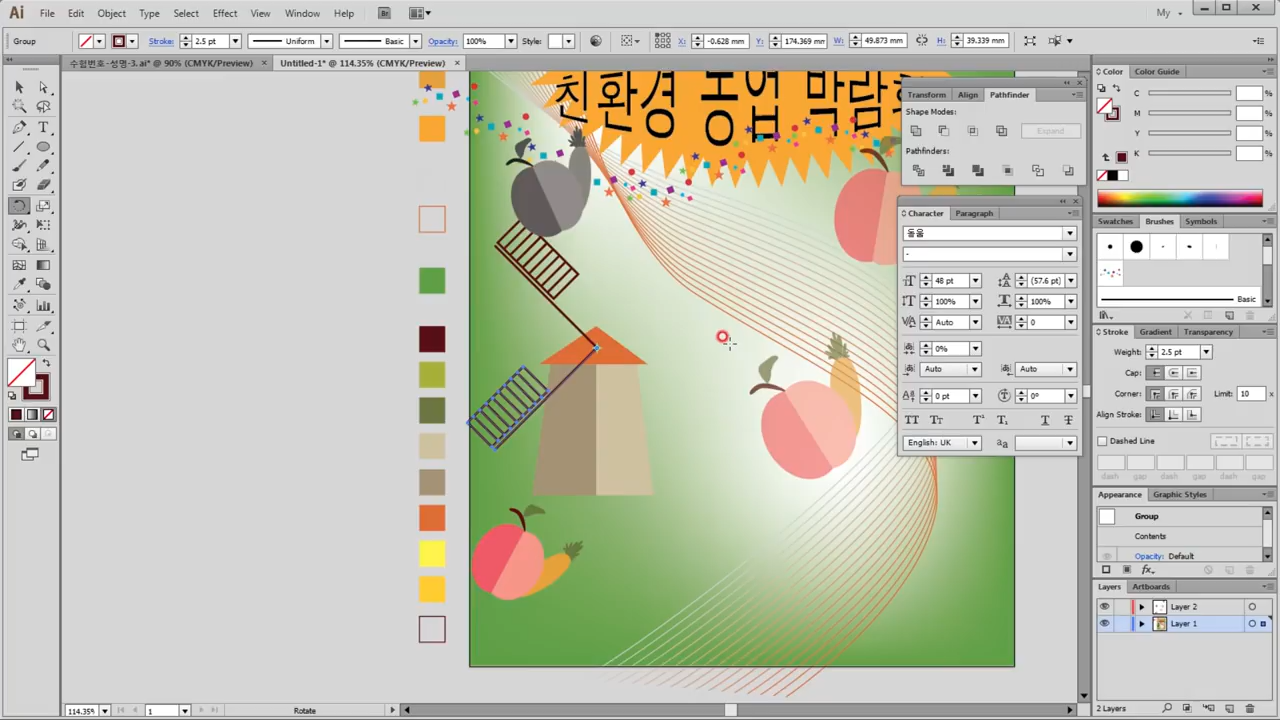 Ai File Edit Object Type Select Effect View Window Help Br My
Group Stroke: 2.5 pt Uniform Basic Opacity: 100% Style: X: -0.628 mm Y: 174.369 mm W: 49.873 mm H: 39.339 mm
수험번호-성명-3.ai* @ 90% (CMYK/Preview) × Untitled-1* @ 114.35% (CMYK/Preview) ×
친환경 농업 박람
Transform Align Pathfinder
Shape Modes:
Expand
Pathfinders:
Character Paragraph
돋움
-
48 pt (57.6 pt)
100% 100%
Auto 0
0%
Auto Auto
0 pt 0°
English: UK
Color Color Guide
C %
M %
Y %
K %
Swatches Brushes Symbols
Basic
Stroke Gradient Transparency
Weight: 2.5 pt
Cap:
Corner: Limit: 10
Align Stroke:
Dashed Line
dash gap dash gap dash gap
Appearance Graphic Styles
Group
Contents
Opacity: Default
fx
Layers Artboards
Layer 2
Layer 1
2 Layers
114.35% 1 Rotate